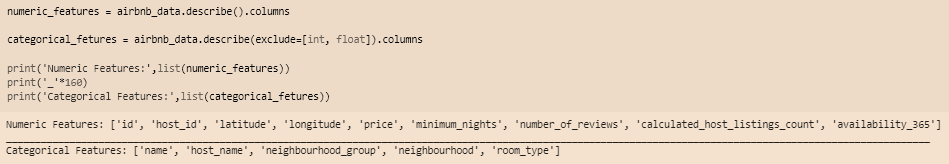 numeric_features = airbnb_data.describe().columns
categorical_fetures = airbnb_data.describe(exclude=[int, float]).columns
print('Numeric Features:',list(numeric_features))
print('_'*160)
print('Categorical Features:',list(categorical_fetures))
Numeric Features: ['id', 'host_id', 'latitude', 'longitude', 'price', 'minimum_nights', 'number_of_reviews', 'calculated_host_listings_count', 'availability_365']
________________________________________________________________________________________________________________________________________________________________
Categorical Features: ['name', 'host_name', 'neighbourhood_group', 'neighbourhood', 'room_type']